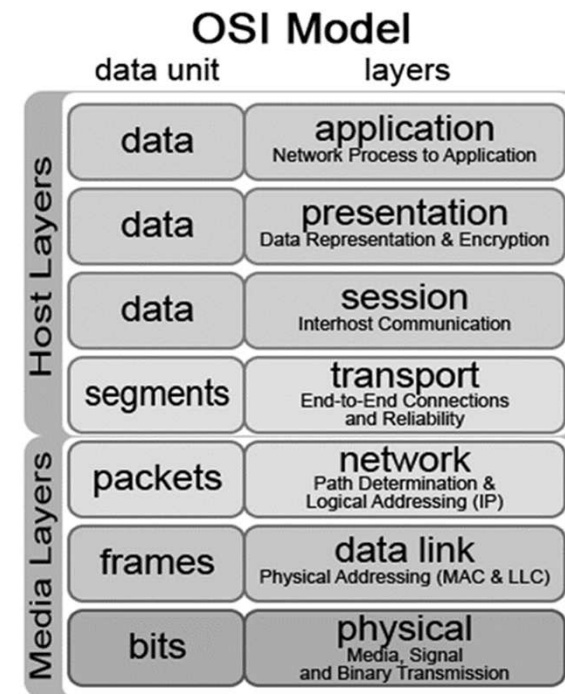 OSI Model
data unit layers
Host Layers
data
application
Network Process to Application
data
presentation
Data Representation & Encryption
data
session
Interhost Communication
segments
transport
End-to-End Connections
and Reliability
Media Layers
packets
network
Path Determination &
Logical Addressing (IP)
frames
data link
Physical Addressing (MAC & LLC)
bits
physical
Media, Signal
and Binary Transmission